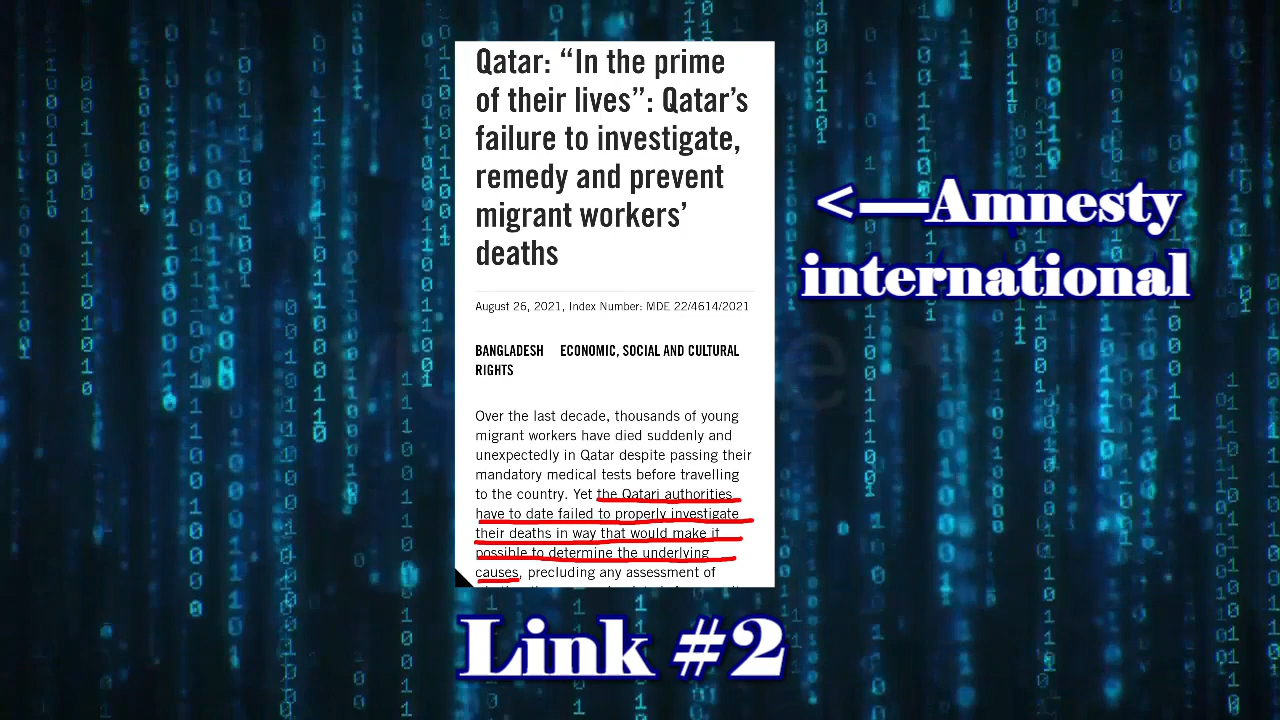 Qatar: “In the prime
of their lives”: Qatar’s
failure to investigate,
remedy and prevent
migrant workers’
deaths
August 26, 2021, Index Number: MDE 22/4614/2021
BANGLADESH ECONOMIC, SOCIAL AND CULTURAL
RIGHTS
Over the last decade, thousands of young
migrant workers have died suddenly and
unexpectedly in Qatar despite passing their
mandatory medical tests before travelling
to the country. Yet the Qatari authorities
have to date failed to properly investigate
their deaths in way that would make it
possible to determine the underlying
causes, precluding any assessment of
<—Amnesty
international
Link #2